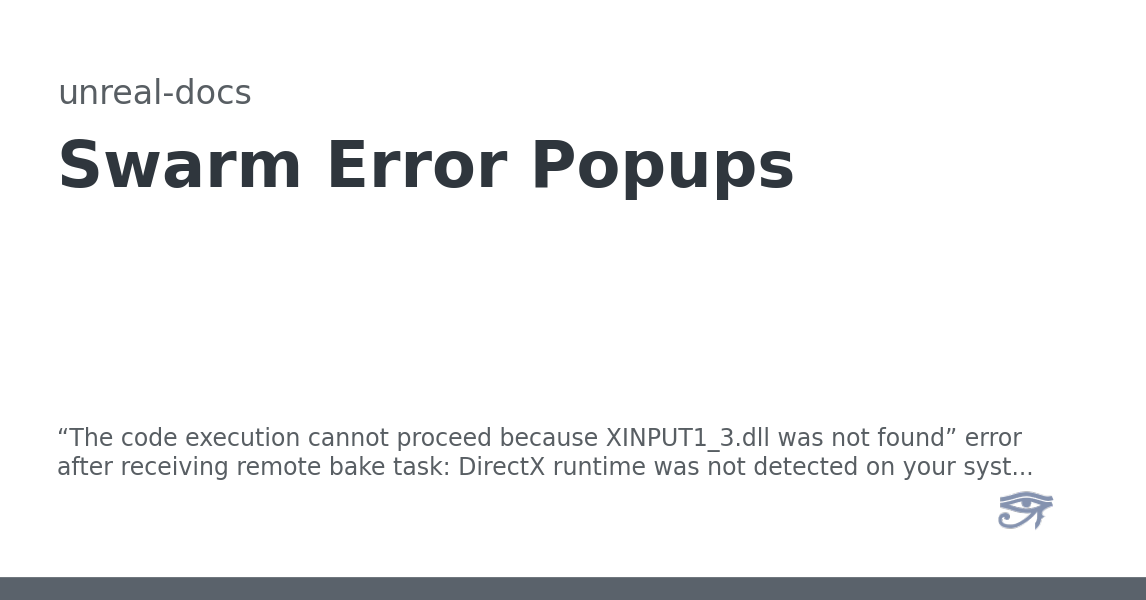 unreal-docs
Swarm Error Popups
“The code execution cannot proceed because XINPUT1_3.dll was not found” error
after receiving remote bake task: DirectX runtime was not detected on your syst...